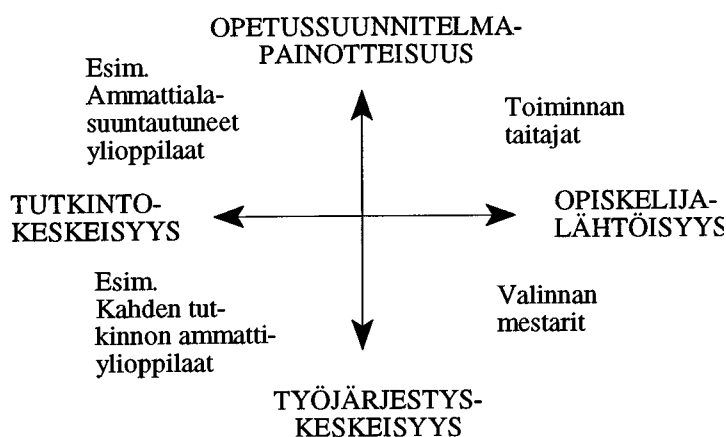 OPETUSSUUNNITELMA-
PAINOTTEISUUS
Esim.
Ammattiala-
suuntautuneet
ylioppilaat
Toiminnan
taitajat
TUTKINTO-
KESKEISYYS
OPISKELIJA-
LÄHTÖISYYS
Esim.
Kahden tut-
kinnon ammatti-
ylioppilaat
Valinnan
mestarit
TYÖJÄRJESTYS-
KESKEISYYS